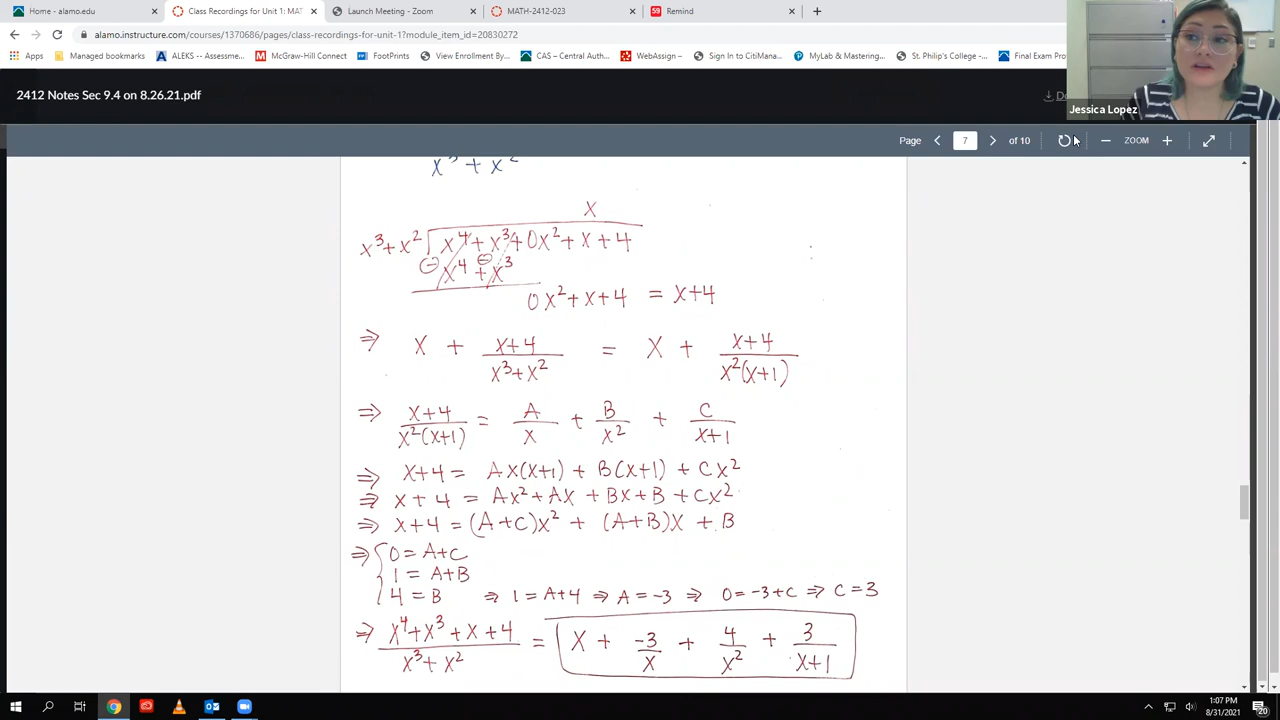 Home - alamo.edu × Class Recordings for Unit 1: MAT × Launch Meeting - Zoom × MATH-2412-023 × Remind × +
alamo.instructure.com/courses/1370686/pages/class-recordings-for-unit-1?module_item_id=20830272
Apps Managed bookmarks ALEKS -- Assessme... McGraw-Hill Connect FootPrints View Enrollment By... CAS – Central Auth... WebAssign - Sign In to CitiMana... MyLab & Mastering... St. Philip's College -... Final Exam Pro
2412 Notes Sec 9.4 on 8.26.21.pdf
Jessica Lopez
Page 7 of 10 ZOOM
x³ + x²
x
x³+x² x⁴ + x³ + 0x² + x + 4
⊖ x⁴ + ⊖ x³
0x² + x + 4 = x+4
⇒ x + (x+4)/(x³+x²) = x + (x+4)/(x²(x+1))
⇒ (x+4)/(x²(x+1)) = A/x + B/x² + C/(x+1)
⇒ x+4 = Ax(x+1) + B(x+1) + Cx²
⇒ x + 4 = Ax² + Ax + Bx + B + Cx²
⇒ x+4 = (A+C)x² + (A+B)x + B
⇒ { 0 = A+C
1 = A+B
4 = B ⇒ 1 = A+4 ⇒ A = -3 ⇒ 0 = -3+C ⇒ C = 3
⇒ (x⁴+x³+x+4)/(x³+x²) = x + -3/x + 4/x² + 3/(x+1)
1:07 PM
8/31/2021
20